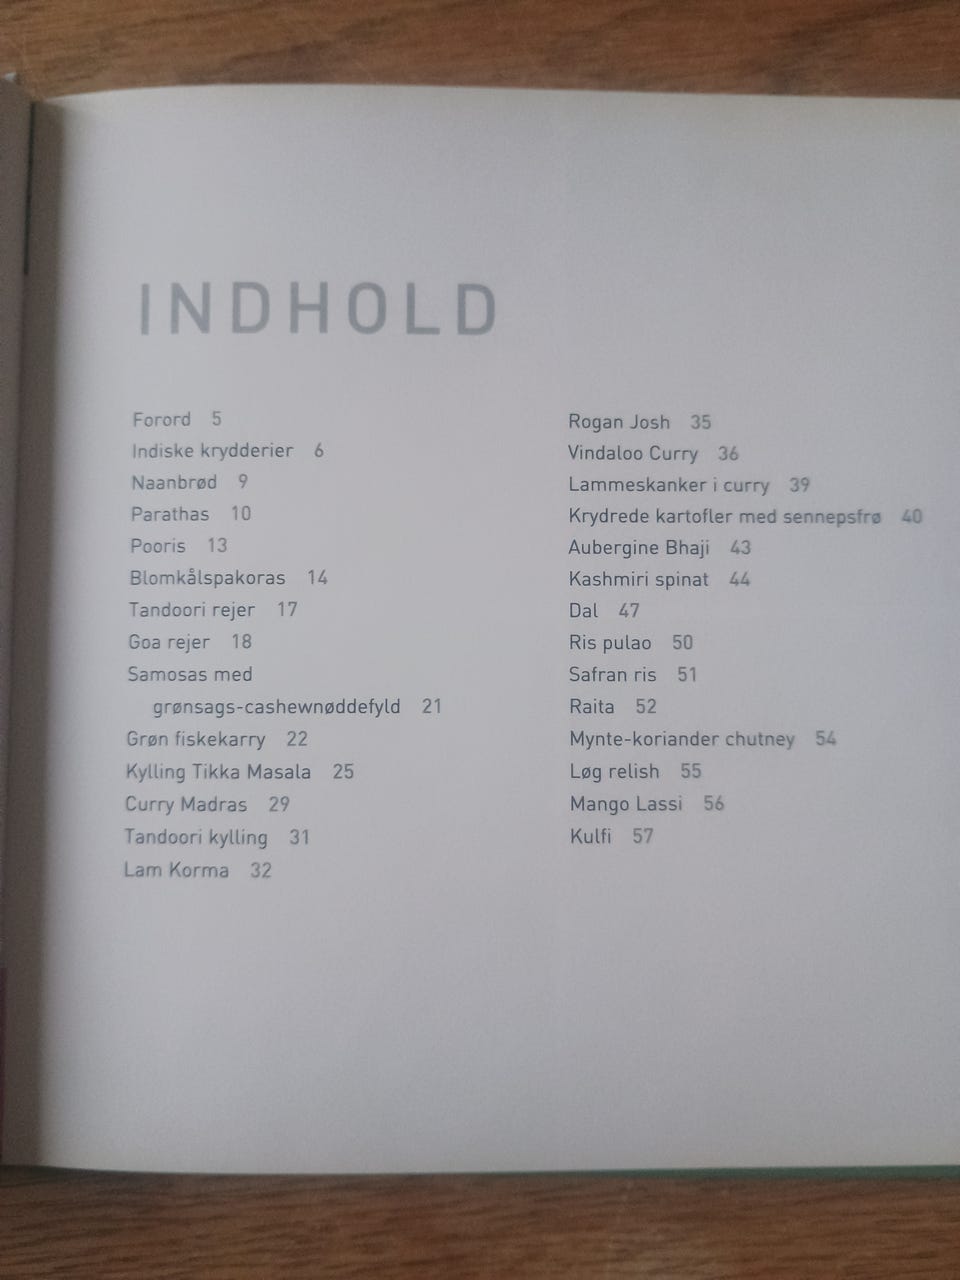 INDHOLD
Forord 5
Indiske krydderier 6
Naanbrød 9
Parathas 10
Pooris 13
Blomkålspakoras 14
Tandoori rejer 17
Goa rejer 18
Samosas med
grønsags-cashewnøddefyld 21
Grøn fiskekarry 22
Kylling Tikka Masala 25
Curry Madras 29
Tandoori kylling 31
Lam Korma 32
Rogan Josh 35
Vindaloo Curry 36
Lammeskanker i curry 39
Krydrede kartofler med sennepsfrø 40
Aubergine Bhaji 43
Kashmiri spinat 44
Dal 47
Ris pulao 50
Safran ris 51
Raita 52
Mynte-koriander chutney 54
Løg relish 55
Mango Lassi 56
Kulfi 57